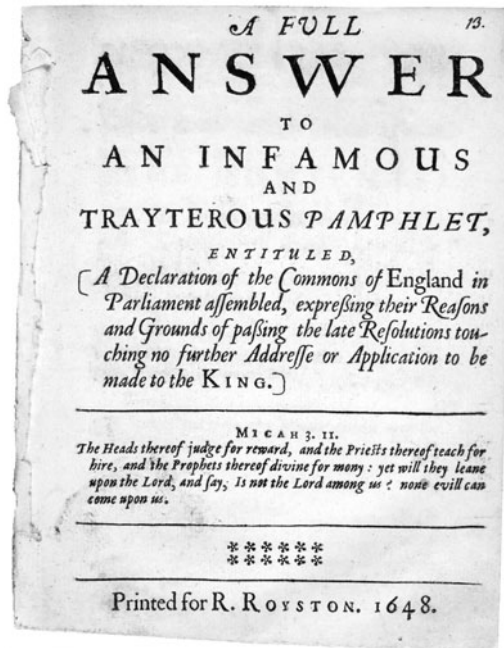 A FVLL
13.
ANSWER
TO
AN INFAMOUS
AND
TRAYTEROUS PAMPHLET,
ENTITULED,
[A Declaration of the Commons of England in
Parliament aſſembled, expreßing their Reaſons
and Grounds of paßing the late Reſolutions tou-
ching no further Addreſſe or Application to be
made to the KING.]
MICAH 3. 11.
The Heads thereof judge for reward, and the Prieſts thereof teach for
hire, and the Prophets thereof divine for mony : yet will they leane
upon the Lord, and ſay, Is not the Lord among us ? none evill can
come upon us.
******
******
Printed for R. ROYSTON. 1648.